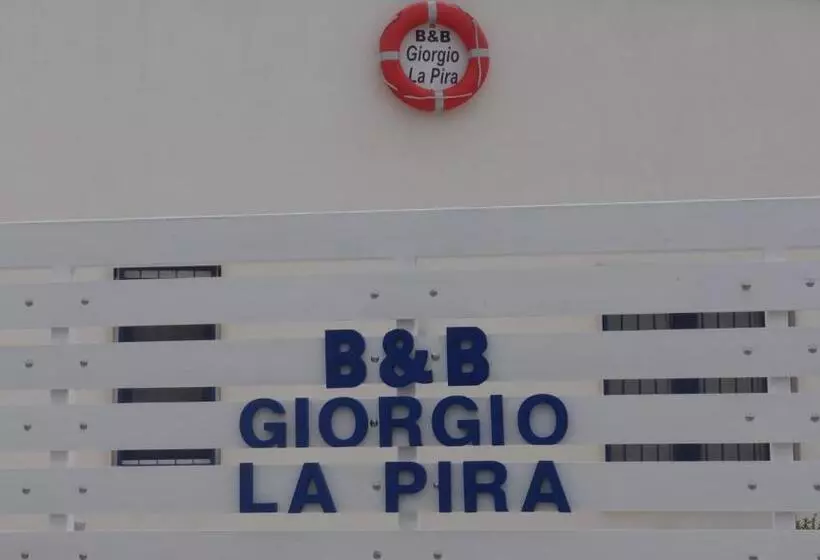 B&B
Giorgio
La Pira
B&B
GIORGIO
LA PIRA